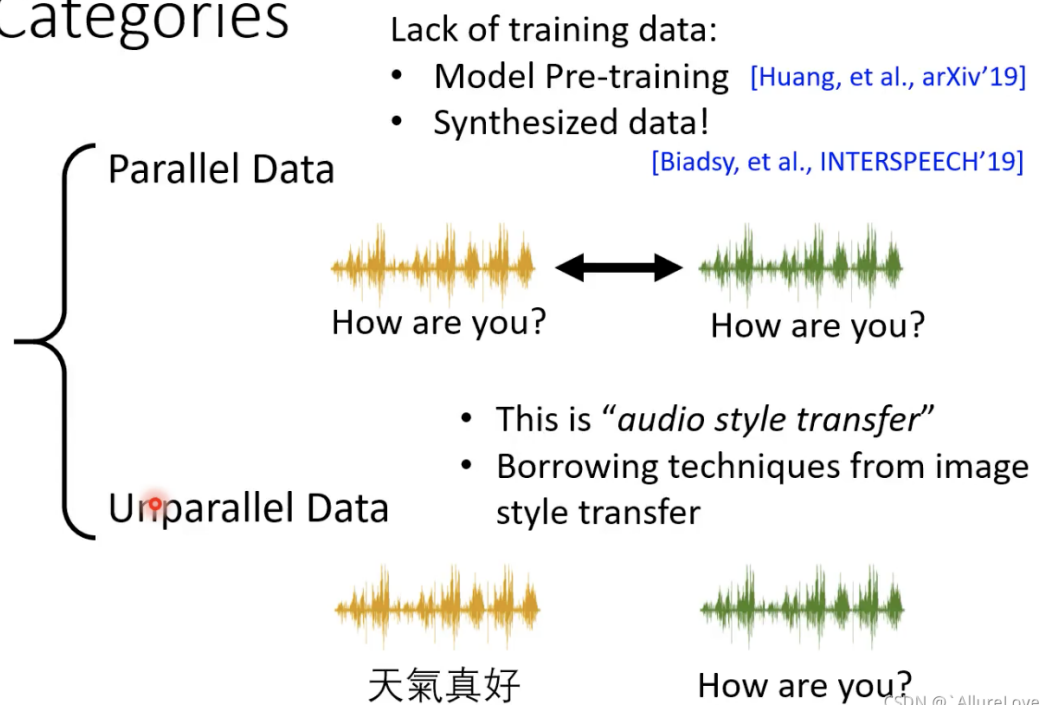 Categories
Lack of training data:
• Model Pre-training [Huang, et al., arXiv'19]
• Synthesized data!
[Biadsy, et al., INTERSPEECH'19]
Parallel Data
How are you?
How are you?
• This is “audio style transfer”
• Borrowing techniques from image
style transfer
Unparallel Data
天氣真好
How are you?
CSDN @`AllureLove